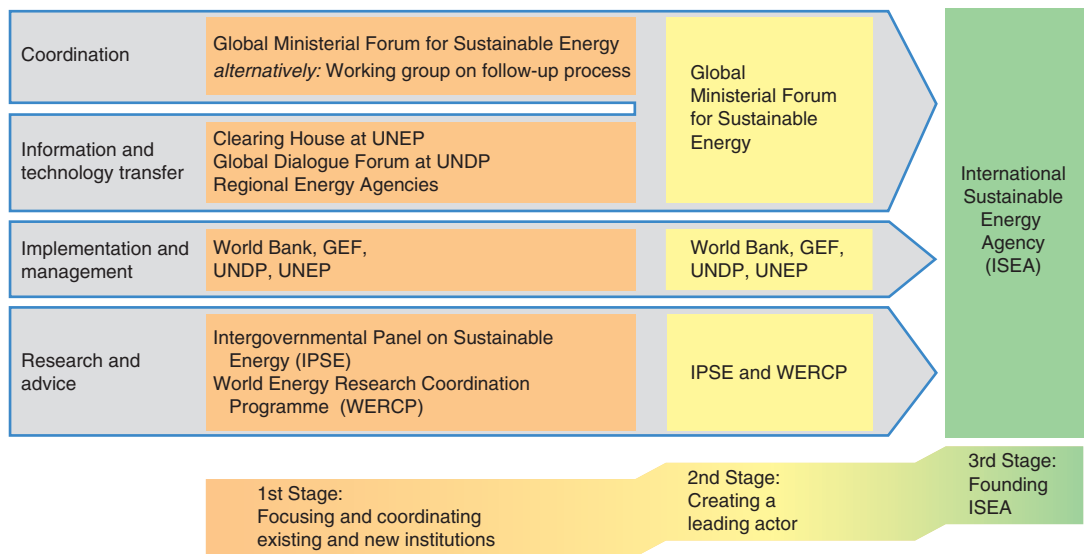 Coordination
Global Ministerial Forum for Sustainable Energy
alternatively: Working group on follow-up process
Information and
technology transfer
Clearing House at UNEP
Global Dialogue Forum at UNDP
Regional Energy Agencies
Global
Ministerial Forum
for Sustainable
Energy
Implementation and
management
World Bank, GEF,
UNDP, UNEP
World Bank, GEF,
UNDP, UNEP
Research and
advice
Intergovernmental Panel on Sustainable
Energy (IPSE)
World Energy Research Coordination
Programme (WERCP)
IPSE and WERCP
International
Sustainable
Energy
Agency
(ISEA)
1st Stage:
Focusing and coordinating
existing and new institutions
2nd Stage:
Creating a
leading actor
3rd Stage:
Founding
ISEA